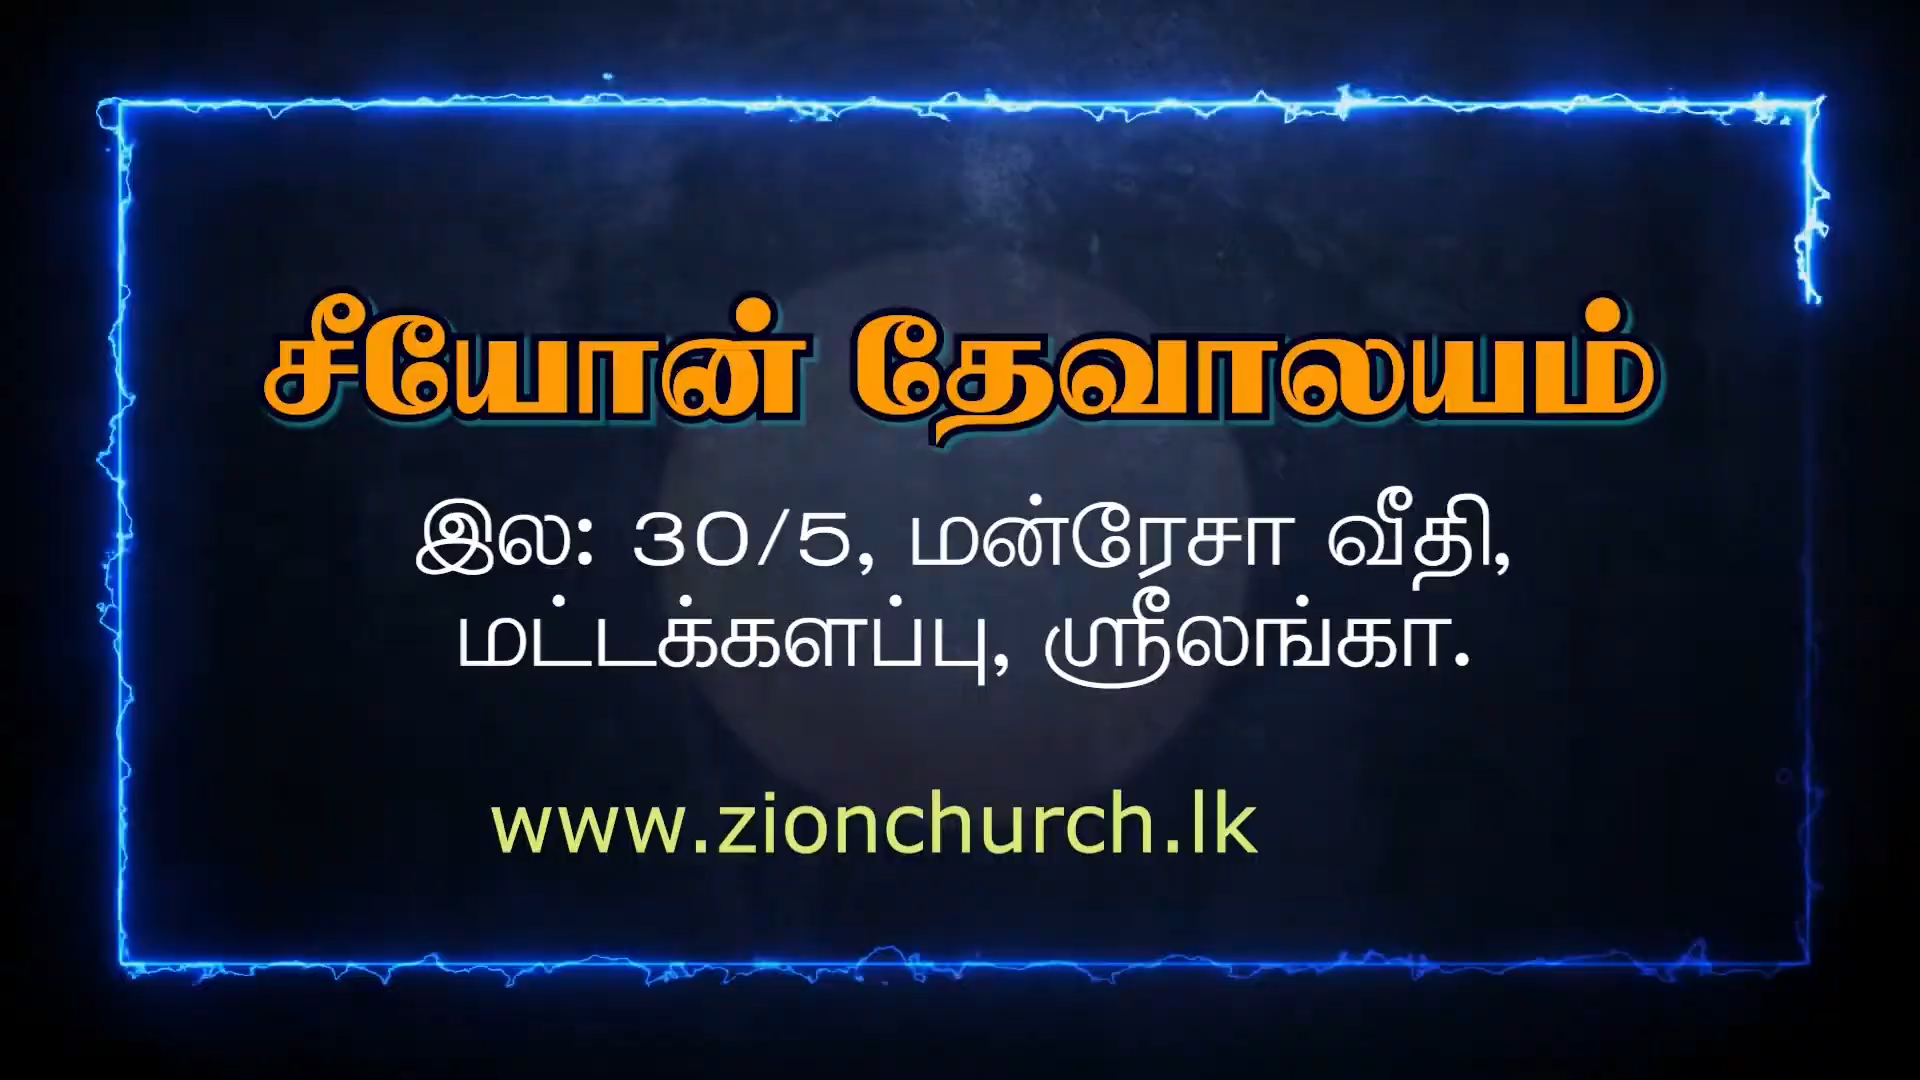 சீயோன் தேவாலயம்
இல: 30/5, மன்ரேசா வீதி,
மட்டக்களப்பு, ஸ்ரீலங்கா.
www.zionchurch.lk